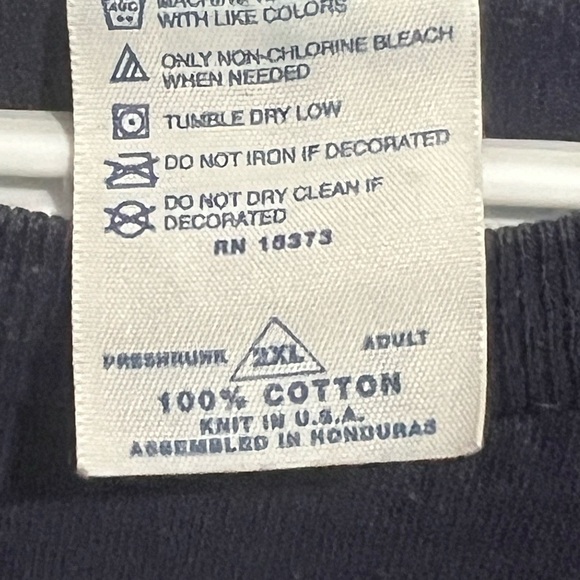 WITH LIKE COLORS
ONLY NON-CHLORINE BLEACH
WHEN NEEDED
TUMBLE DRY LOW
DO NOT IRON IF DECORATED
DO NOT DRY CLEAN IF
DECORATED
RN 18373
PRESHRUNK 2XL ADULT
100% COTTON
KNIT IN U.S.A.
ASSEMBLED IN HONDURAS